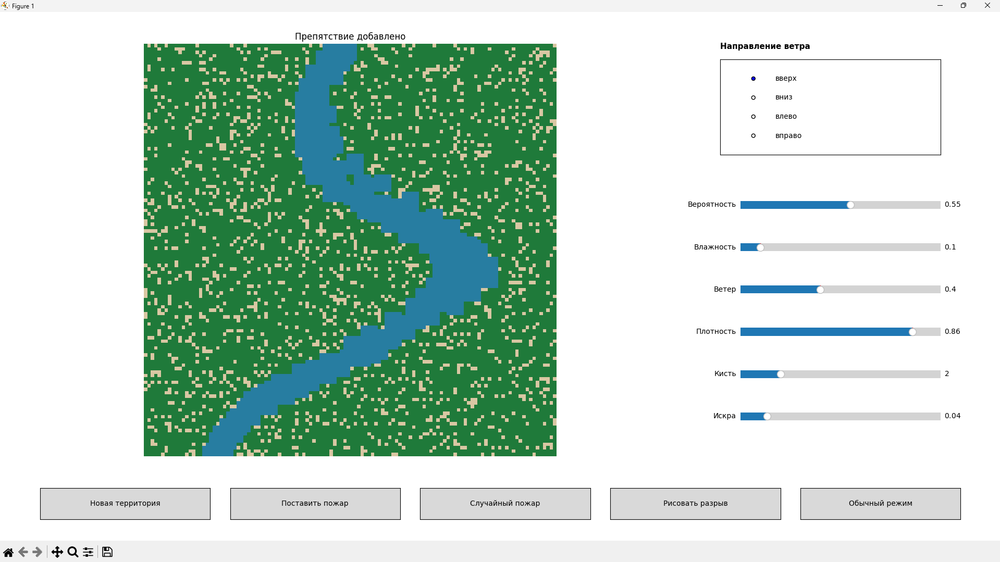 Figure 1
Препятствие добавлено
Направление ветра
вверх
вниз
влево
вправо
Вероятность 0.55
Влажность 0.1
Ветер 0.4
Плотность 0.86
Кисть 2
Искра 0.04
Новая территория
Поставить пожар
Случайный пожар
Рисовать разрыв
Обычный режим